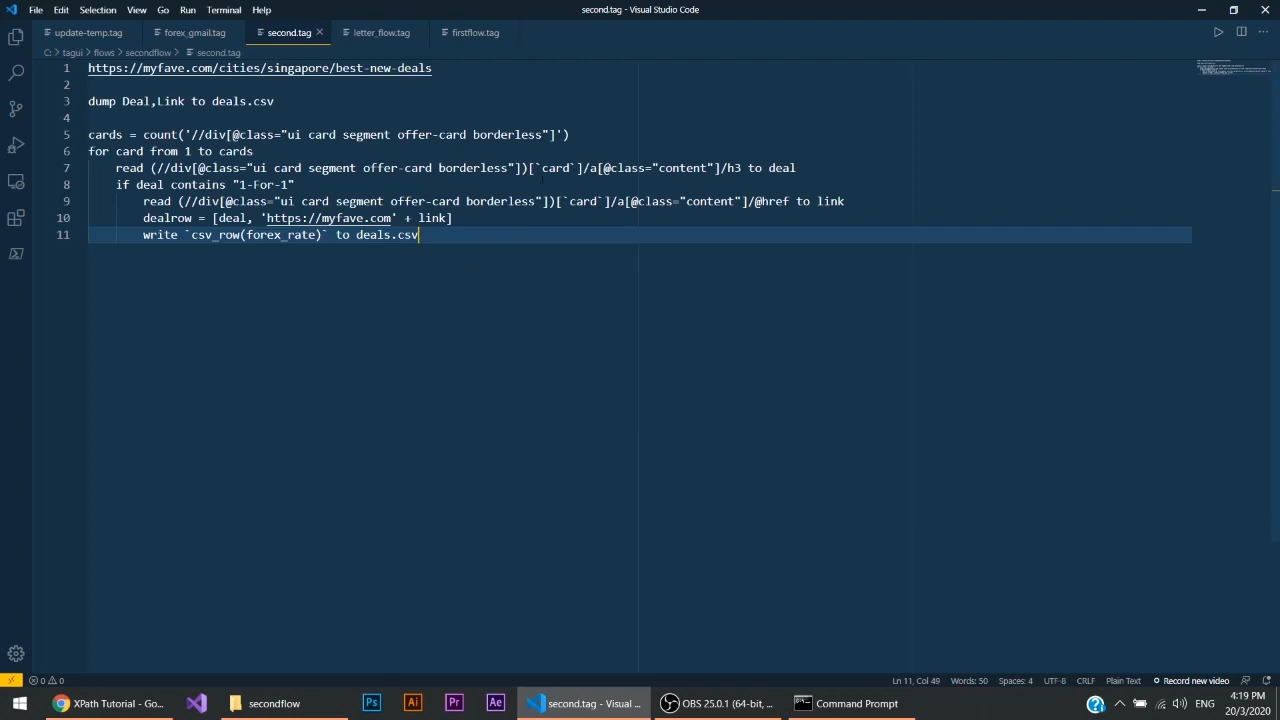 File Edit Selection View Go Run Terminal Help
second.tag - Visual Studio Code
update-temp.tag forex_gmail.tag second.tag letter_flow.tag firstflow.tag
C: > tagui > flows > secondflow > second.tag
1 https://myfave.com/cities/singapore/best-new-deals
2
3 dump Deal,Link to deals.csv
4
5 cards = count('//div[@class="ui card segment offer-card borderless"]')
6 for card from 1 to cards
7 read (//div[@class="ui card segment offer-card borderless"])[`card`]/a[@class="content"]/h3 to deal
8 if deal contains "1-For-1"
9 read (//div[@class="ui card segment offer-card borderless"])[`card`]/a[@class="content"]/@href to link
10 dealrow = [deal, 'https://myfave.com' + link]
11 write `csv_row(forex_rate)` to deals.csv
0 0 Ln 11, Col 49 Words: 50 Spaces: 4 UTF-8 CRLF Plain Text Record new video
XPath Tutorial - Go... secondflow Ps Ai Pr Ae second.tag - Visual ... OBS 25.0.1 (64-bit, ... Command Prompt ENG
4:19 PM
20/3/2020